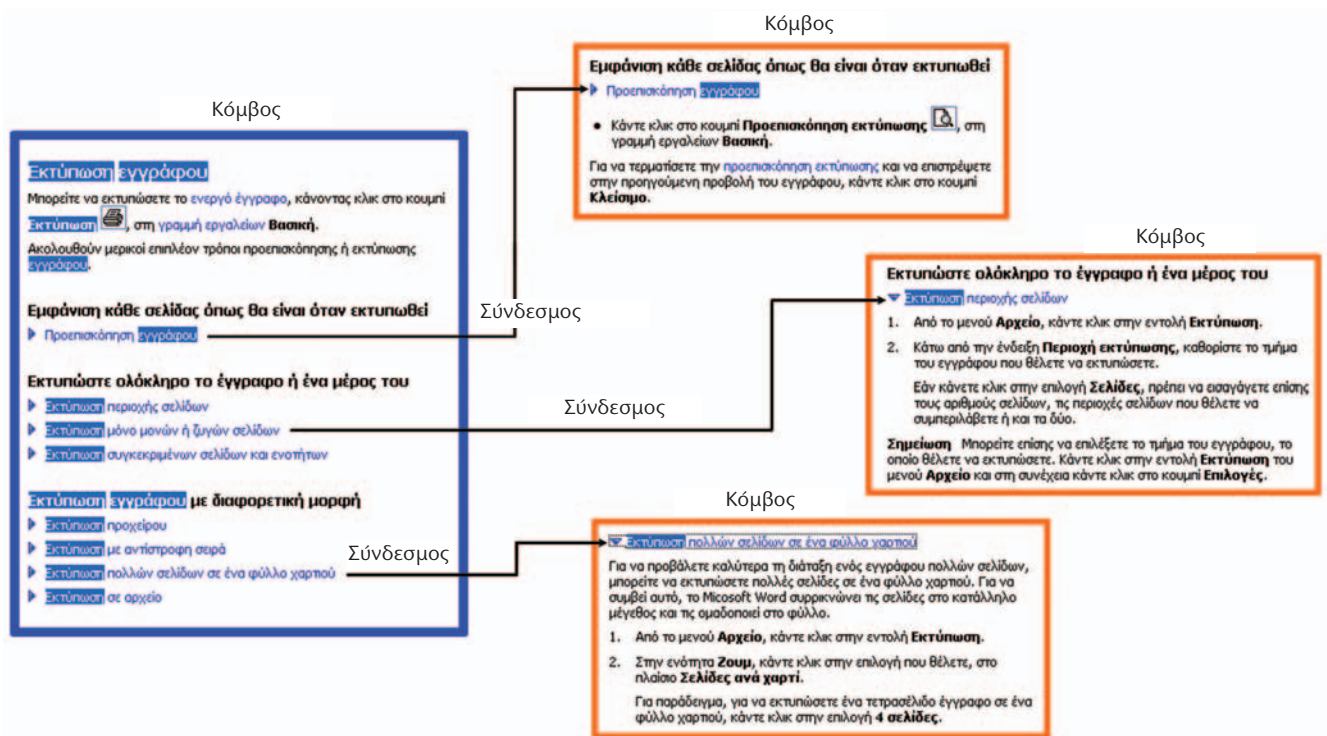 Κόμβος
Εκτύπωση εγγράφου
Μπορείτε να εκτυπώσετε το ενεργό έγγραφο, κάνοντας κλικ στο κουμπί
Εκτύπωση , στη γραμμή εργαλείων Βασική.
Ακολουθούν μερικοί επιπλέον τρόποι προεπισκόπησης ή εκτύπωσης
εγγράφου.
Εμφάνιση κάθε σελίδας όπως θα είναι όταν εκτυπωθεί
Προεπισκόπηση εγγράφου
Εκτυπώστε ολόκληρο το έγγραφο ή ένα μέρος του
Εκτύπωση περιοχής σελίδων
Εκτύπωση μόνο μονών ή ζυγών σελίδων
Εκτύπωση συγκεκριμένων σελίδων και ενοτήτων
Εκτύπωση εγγράφου με διαφορετική μορφή
Εκτύπωση προχείρου
Εκτύπωση με αντίστροφη σειρά
Εκτύπωση πολλών σελίδων σε ένα φύλλο χαρτιού
Εκτύπωση σε αρχείο
Σύνδεσμος
Σύνδεσμος
Σύνδεσμος
Κόμβος
Εμφάνιση κάθε σελίδας όπως θα είναι όταν εκτυπωθεί
Προεπισκόπηση εγγράφου
• Κάντε κλικ στο κουμπί Προεπισκόπηση εκτύπωσης , στη
γραμμή εργαλείων Βασική.
Για να τερματίσετε την προεπισκόπηση εκτύπωσης και να επιστρέψετε
στην προηγούμενη προβολή του εγγράφου, κάντε κλικ στο κουμπί
Κλείσιμο.
Κόμβος
Εκτυπώστε ολόκληρο το έγγραφο ή ένα μέρος του
Εκτύπωση περιοχής σελίδων
1. Από το μενού Αρχείο, κάντε κλικ στην εντολή Εκτύπωση.
2. Κάτω από την ένδειξη Περιοχή εκτύπωσης, καθορίστε το τμήμα
του εγγράφου που θέλετε να εκτυπώσετε.
Εάν κάνετε κλικ στην επιλογή Σελίδες, πρέπει να εισαγάγετε επίσης
τους αριθμούς σελίδων, τις περιοχές σελίδων που θέλετε να
συμπεριλάβετε ή και τα δύο.
Σημείωση Μπορείτε επίσης να επιλέξετε το τμήμα του εγγράφου, το
οποίο θέλετε να εκτυπώσετε. Κάντε κλικ στην εντολή Εκτύπωση του
μενού Αρχείο και στη συνέχεια κάντε κλικ στο κουμπί Επιλογές.
Κόμβος
Εκτύπωση πολλών σελίδων σε ένα φύλλο χαρτιού
Για να προβάλετε καλύτερα τη διάταξη ενός εγγράφου πολλών σελίδων,
μπορείτε να εκτυπώσετε πολλές σελίδες σε ένα φύλλο χαρτιού. Για να
συμβεί αυτό, το Micosoft Word συρρικνώνει τις σελίδες στο κατάλληλο
μέγεθος και τις ομαδοποιεί στο φύλλο.
1. Από το μενού Αρχείο, κάντε κλικ στην εντολή Εκτύπωση.
2. Στην ενότητα Ζουμ, κάντε κλικ στην επιλογή που θέλετε, στο
πλαίσιο Σελίδες ανά χαρτί.
Για παράδειγμα, για να εκτυπώσετε ένα τετρασέλιδο έγγραφο σε ένα
φύλλο χαρτιού, κάντε κλικ στην επιλογή 4 σελίδες.